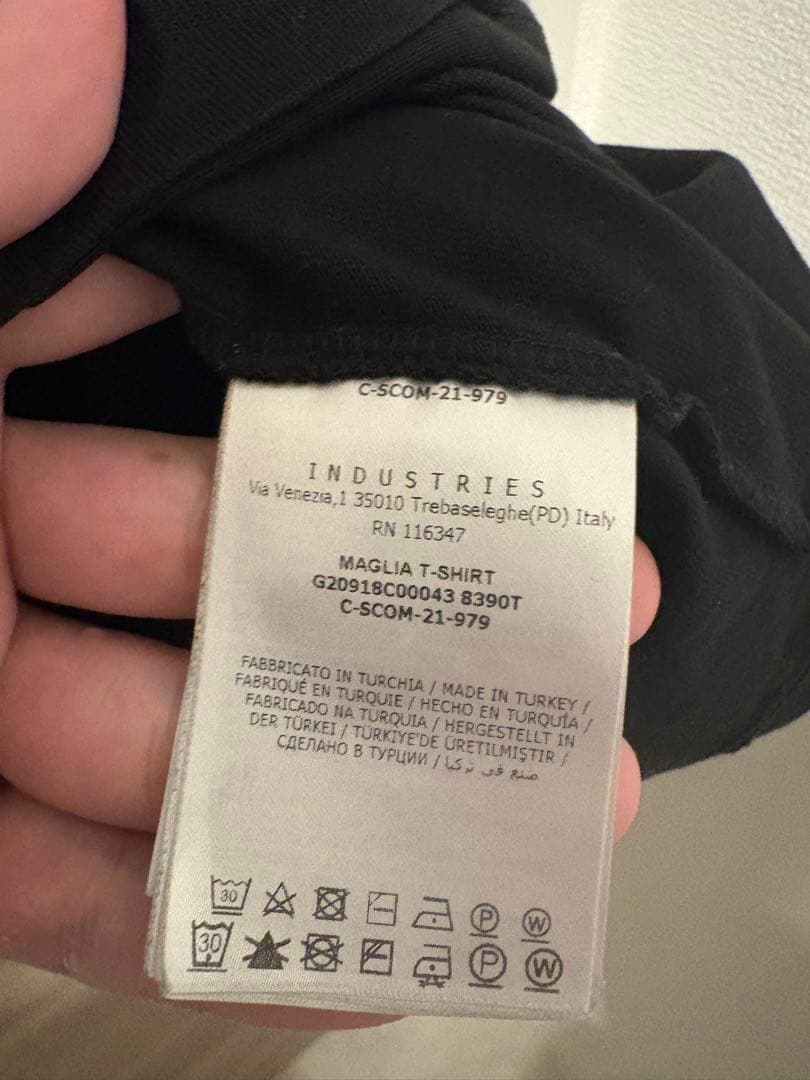 C-SCOM-21-979
INDUSTRIES
Via Venezia,1 35010 Trebaseleghe(PD) Italy
RN 116347
MAGLIA T-SHIRT
G20918C00043 8390T
C-SCOM-21-979
FABBRICATO IN TURCHIA / MADE IN TURKEY /
FABRIQUÉ EN TURQUIE / HECHO EN TURQUÍA /
FABRICADO NA TURQUIA / HERGESTELLT IN
DER TÜRKEI / TÜRKIYE'DE ÜRETILMIŞTIR /
СДЕЛАНО В ТУРЦИИ / صنع في تركيا
30 P W
30 P W